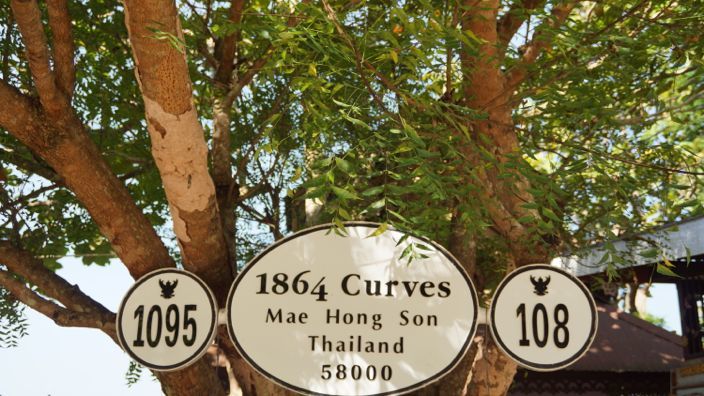 1095
1864 Curves
Mae Hong Son
Thailand
58000
108